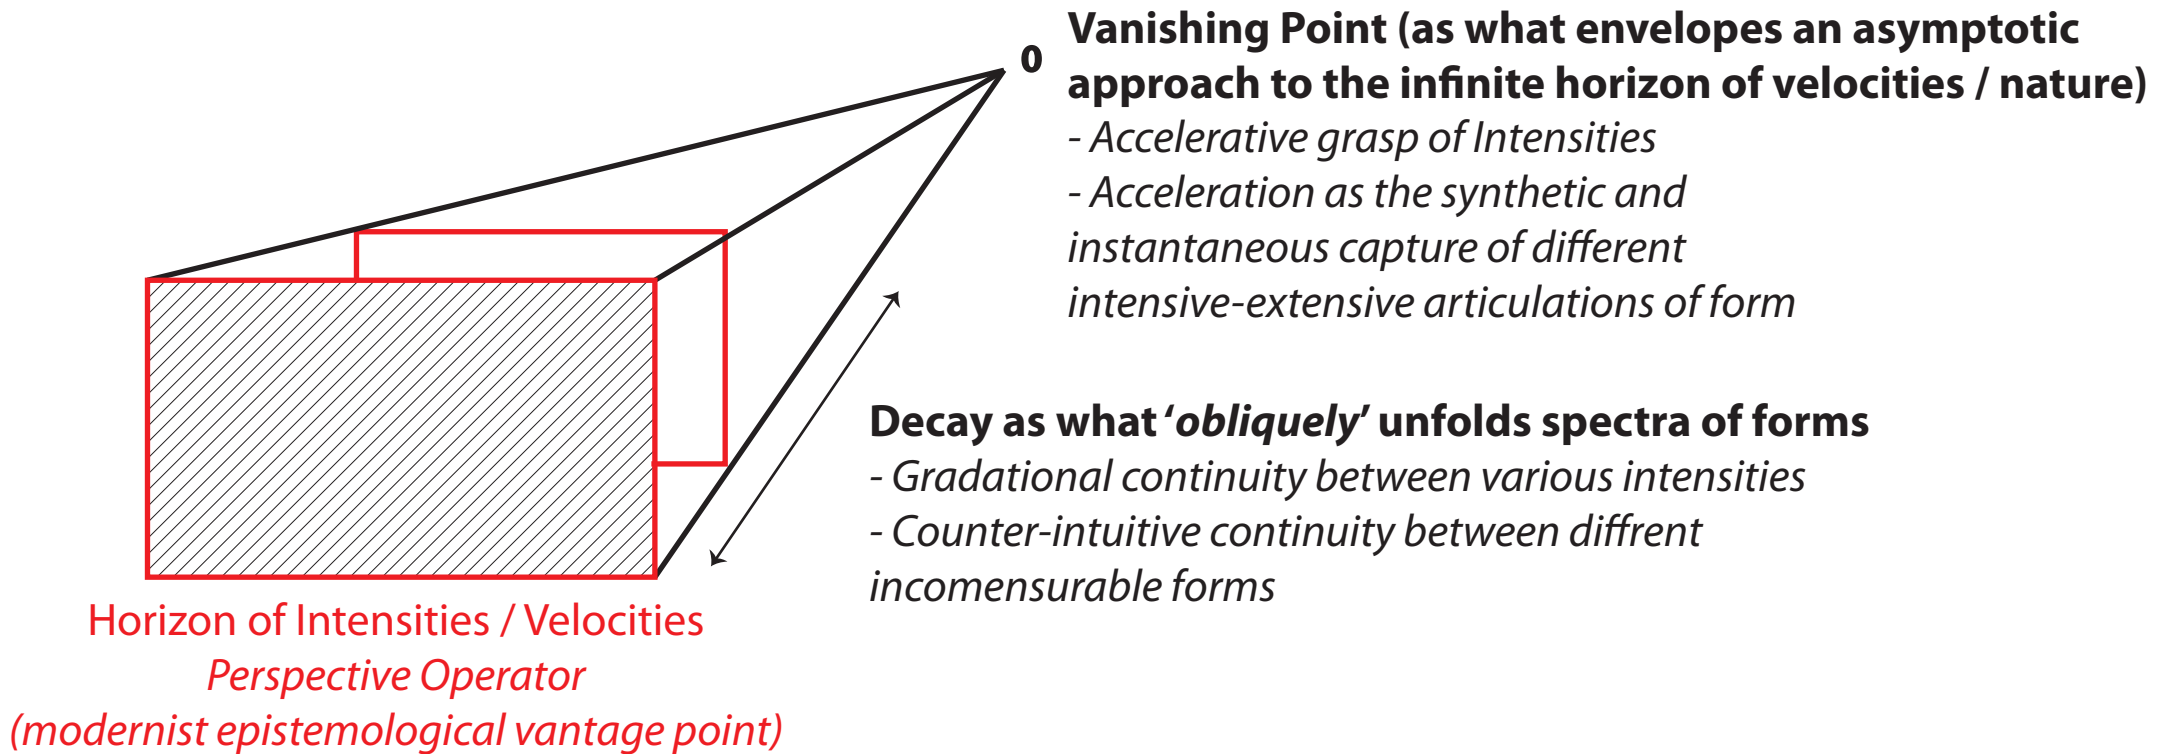 0
Vanishing Point (as what envelopes an asymptotic
approach to the infinite horizon of velocities / nature)
- Accelerative grasp of Intensities
- Acceleration as the synthetic and
instantaneous capture of different
intensive-extensive articulations of form
Decay as what ‘obliquely’ unfolds spectra of forms
- Gradational continuity between various intensities
- Counter-intuitive continuity between diffrent
incomensurable forms
Horizon of Intensities / Velocities
Perspective Operator
(modernist epistemological vantage point)